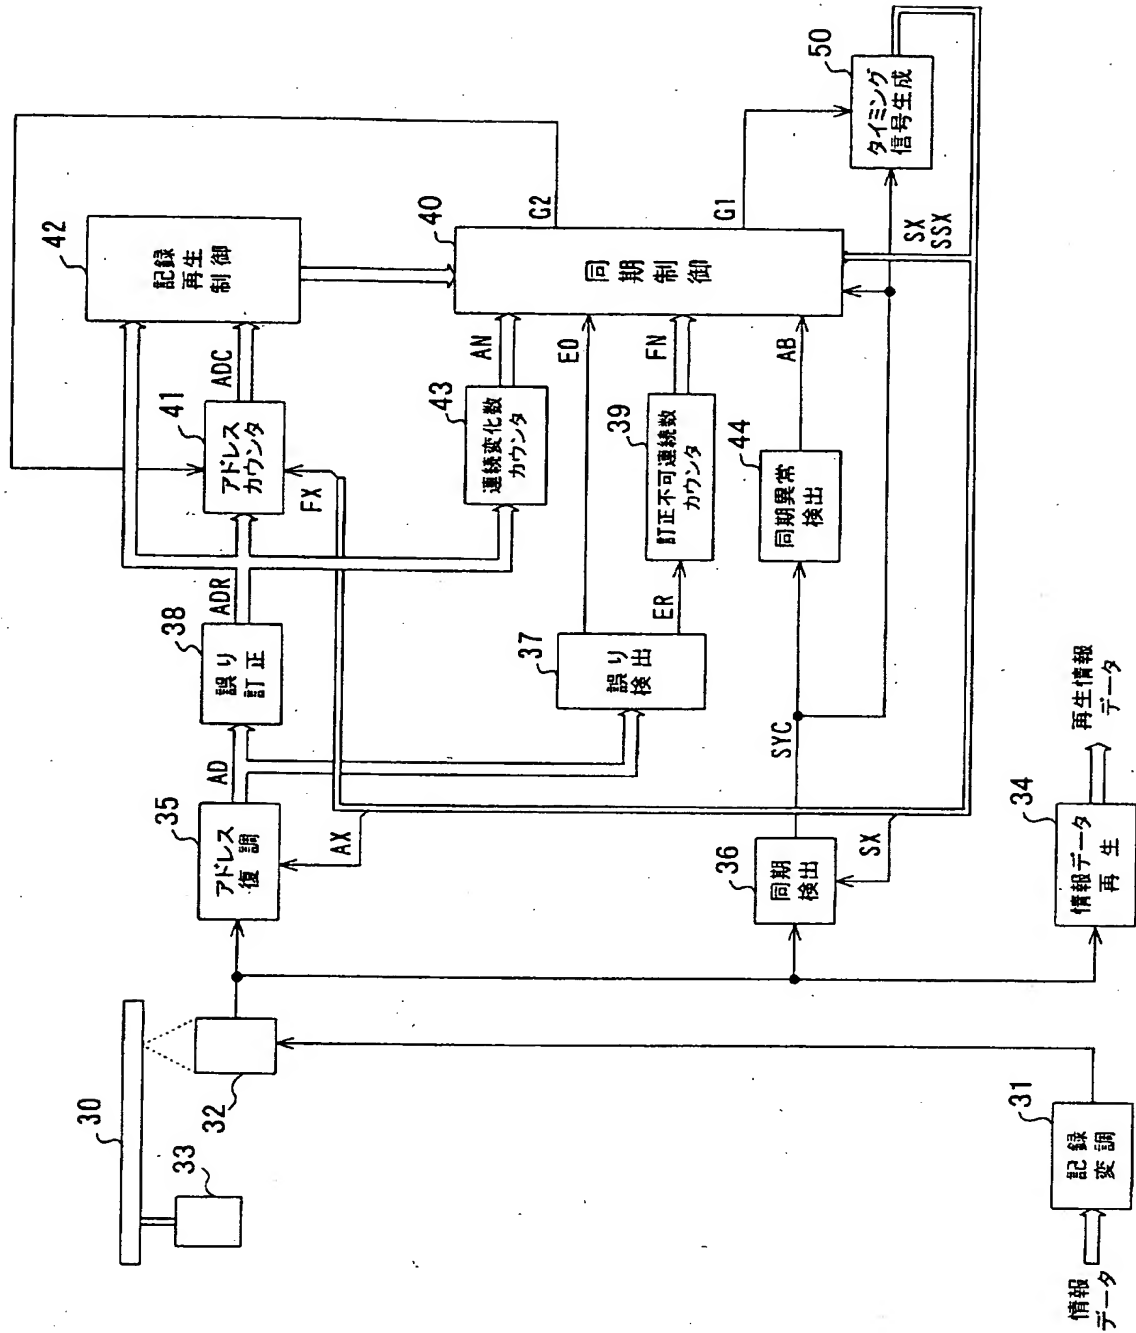 30
33
32
情報
データ
31
記録
変調
35
アドレス
復調
AX
AD
38
誤り
訂正
ADR
41
アドレス
カウンタ
FX
ADC
42
記録
再生
制御
43
連続変化数
カウンタ
AN
G2
40
同期制御
G1
E0
FN
AB
37
誤り
検出
ER
39
訂正不可連続数
カウンタ
44
同期異常
検出
SYC
36
同期
検出
SX
50
タイミング
信号生成
SX
SSX
34
情報データ
再生
再生情報
データ